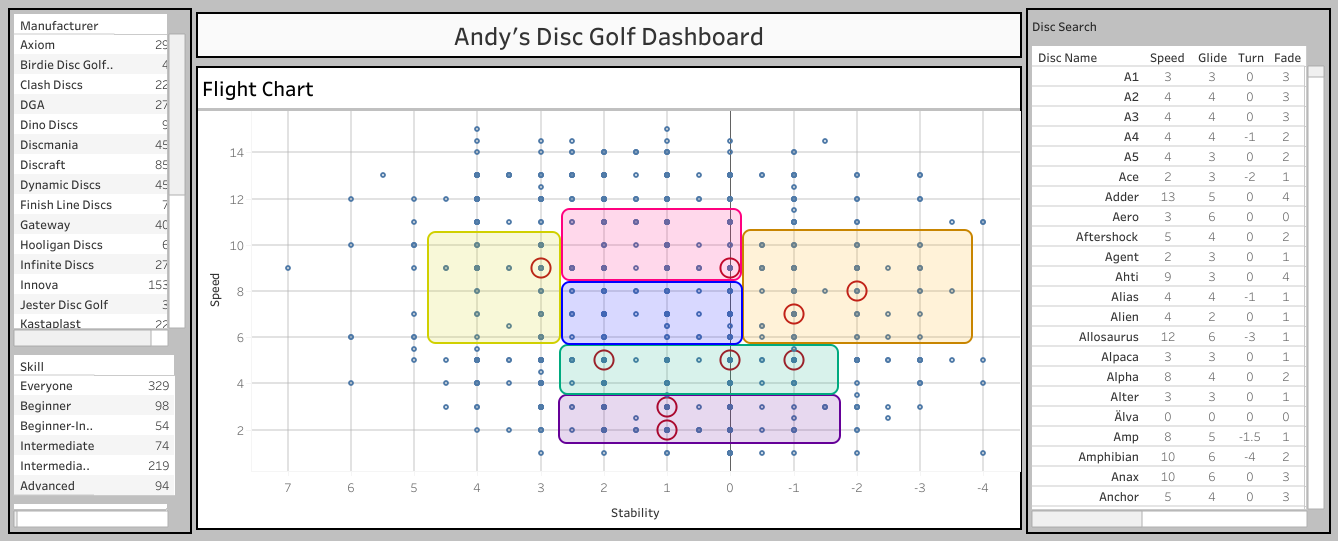 Andy's Disc Golf Dashboard
Manufacturer
Axiom 29
Birdie Disc Golf.. 4
Clash Discs 22
DGA 27
Dino Discs 9
Discmania 45
Discraft 85
Dynamic Discs 45
Finish Line Discs 7
Gateway 40
Hooligan Discs 6
Infinite Discs 27
Innova 153
Jester Disc Golf 3
Kastaplast 22
Skill
Everyone 329
Beginner 98
Beginner-In.. 54
Intermediate 74
Intermedia.. 219
Advanced 94
Flight Chart
Speed
14
12
10
8
6
4
2
7 6 5 4 3 2 1 0 -1 -2 -3 -4
Stability
Disc Search
Disc Name Speed Glide Turn Fade
A1 3 3 0 3
A2 4 4 0 3
A3 4 4 0 3
A4 4 4 -1 2
A5 4 3 0 2
Ace 2 3 -2 1
Adder 13 5 0 4
Aero 3 6 0 0
Aftershock 5 4 0 2
Agent 2 3 0 1
Ahti 9 3 0 4
Alias 4 4 -1 1
Alien 4 2 0 1
Allosaurus 12 6 -3 1
Alpaca 3 3 0 1
Alpha 8 4 0 2
Alter 3 3 0 1
Älva 0 0 0 0
Amp 8 5 -1.5 1
Amphibian 10 6 -4 2
Anax 10 6 0 3
Anchor 5 4 0 3